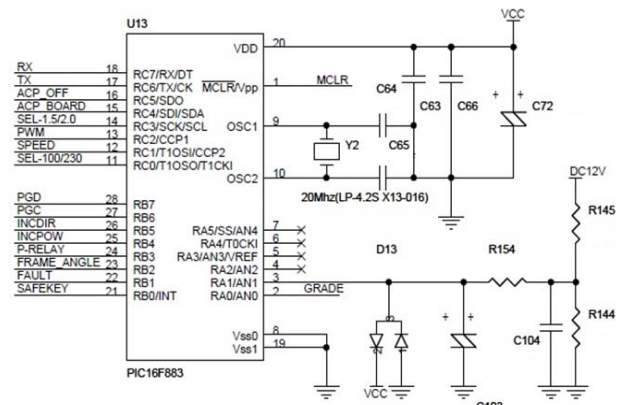 U13
VCC
VDD 20
RX 18 RC7/RX/DT
TX 17 RC6/TX/CK MCLR/Vpp 1 MCLR
ACP_OFF 16 RC5/SDO
ACP_BOARD 15 RC4/SDI/SDA
SEL-1.5/2.0 14 RC3/SCK/SCL OSC1 9
PWM 13 RC2/CCP1
SPEED 12 RC1/T1OSI/CCP2
SEL-100/230 11 RC0/T1OSO/T1CKI
OSC2 10
C64 C63 C66 + + C72
Y2 C65
20Mhz(LP-4.2S X13-016)
DC12V
PGD 28 RB7
PGC 27 RB6
INCDIR 26 RB5 RA5/SS/AN4 7
INCPOW 25 RB4 RA4/T0CKI 6
P-RELAY 24 RB3 RA3/AN3/VREF 5
FRAME_ANGLE 23 RB2 RA2/AN2 4
FAULT 22 RB1 RA1/AN1 3
SAFEKEY 21 RB0/INT RA0/AN0 2 GRADE
R145
D13 R154
3
2 1
+ +
C104 R144
Vss0 8
Vss1 19
PIC16F883
VCC